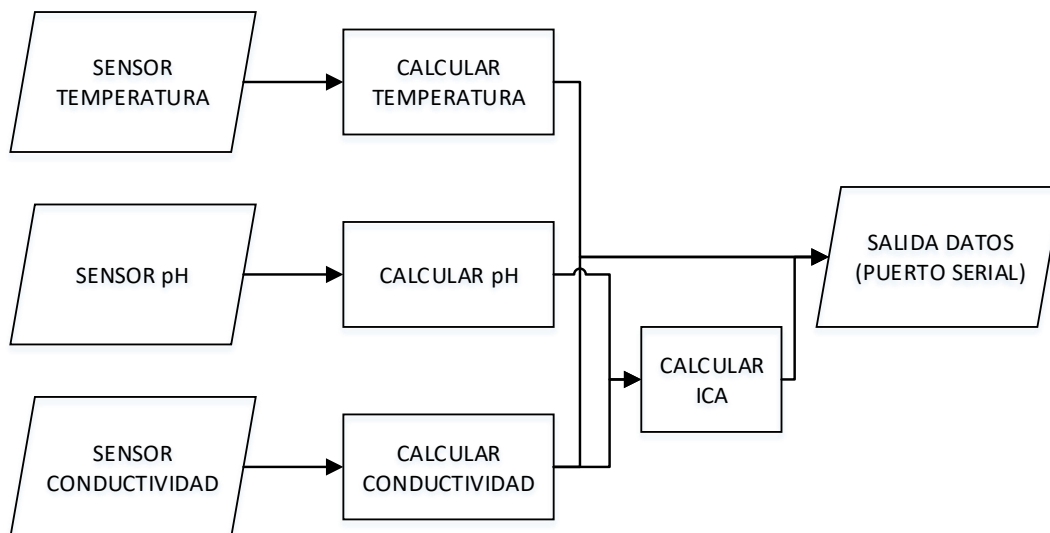 SENSOR
TEMPERATURA
CALCULAR
TEMPERATURA
SENSOR pH
CALCULAR pH
SALIDA DATOS
(PUERTO SERIAL)
CALCULAR
ICA
SENSOR
CONDUCTIVIDAD
CALCULAR
CONDUCTIVIDAD